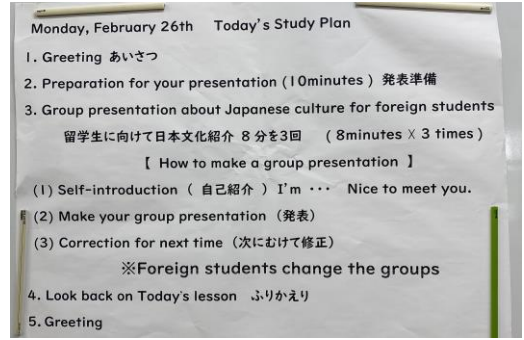 Monday, February 26th Today's Study Plan
1. Greeting あいさつ
2. Preparation for your presentation (10minutes) 発表準備
3. Group presentation about Japanese culture for foreign students
留学生に向けて日本文化紹介 8分を3回 (8minutes X 3 times)
【 How to make a group presentation 】
(1) Self-introduction ( 自己紹介 ) I'm ・・・ Nice to meet you.
(2) Make your group presentation (発表)
(3) Correction for next time (次にむけて修正)
※Foreign students change the groups
4. Look back on Today's lesson ふりかえり
5. Greeting